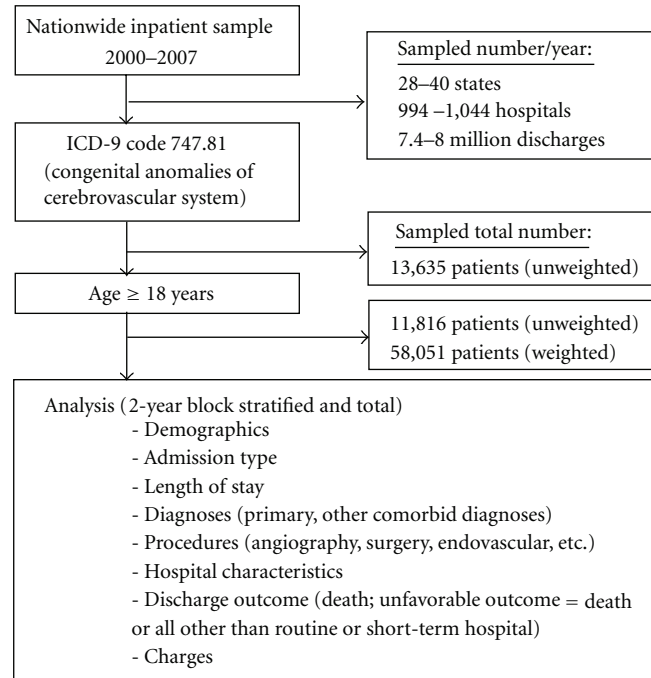 Nationwide inpatient sample
2000–2007
Sampled number/year:
28–40 states
994 –1,044 hospitals
7.4–8 million discharges
ICD-9 code 747.81
(congenital anomalies of
cerebrovascular system)
Sampled total number:
13,635 patients (unweighted)
Age ≥ 18 years
11,816 patients (unweighted)
58,051 patients (weighted)
Analysis (2-year block stratified and total)
- Demographics
- Admission type
- Length of stay
- Diagnoses (primary, other comorbid diagnoses)
- Procedures (angiography, surgery, endovascular, etc.)
- Hospital characteristics
- Discharge outcome (death; unfavorable outcome = death
or all other than routine or short-term hospital)
- Charges